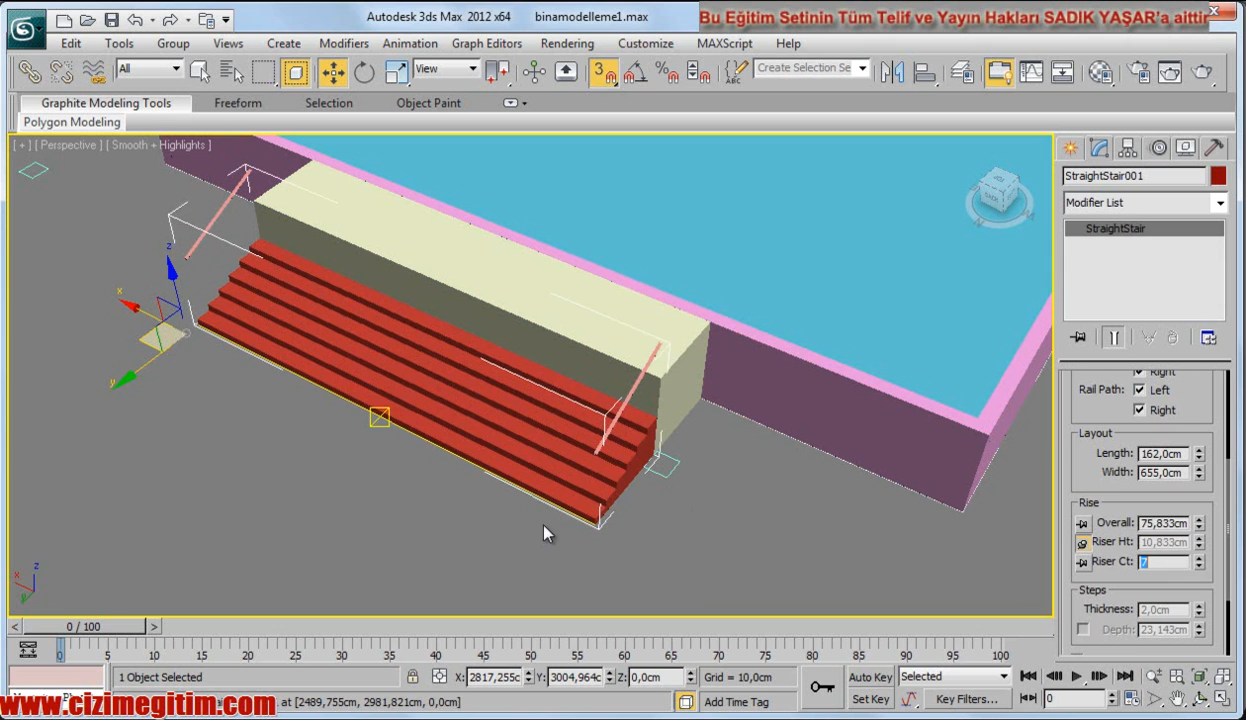 Autodesk 3ds Max 2012 x64 binamodelleme1.max
Bu Eğitim Setinin Tüm Telif ve Yayın Hakları SADIK YAŞAR'a aittir
Edit Tools Group Views Create Modifiers Animation Graph Editors Rendering Customize MAXScript Help
All View 3 ABC Create Selection Se
Graphite Modeling Tools Freeform Selection Object Paint
Polygon Modeling
[ + ] [ Perspective ] [ Smooth + Highlights ]
StraightStair001
Modifier List
StraightStair
Right
Rail Path: Left
Right
Layout
Length: 162,0cm
Width: 655,0cm
Rise
Overall: 75,833cm
Riser Ht: 10,833cm
Riser Ct: 7
Steps
Thickness: 2,0cm
Depth: 23,143cm
z
x
y
z
x
y
< 0 / 100 >
0 5 10 15 20 25 30 35 40 45 50 55 60 65 70 75 80 85 90 95 100
1 Object Selected X: 2817,255c Y: 3004,964c Z: 0,0cm Grid = 10,0cm Auto Key Selected
at [2489,755cm, 2981,821cm, 0,0cm] Add Time Tag Set Key Key Filters... 0
www.cizimegitim.com